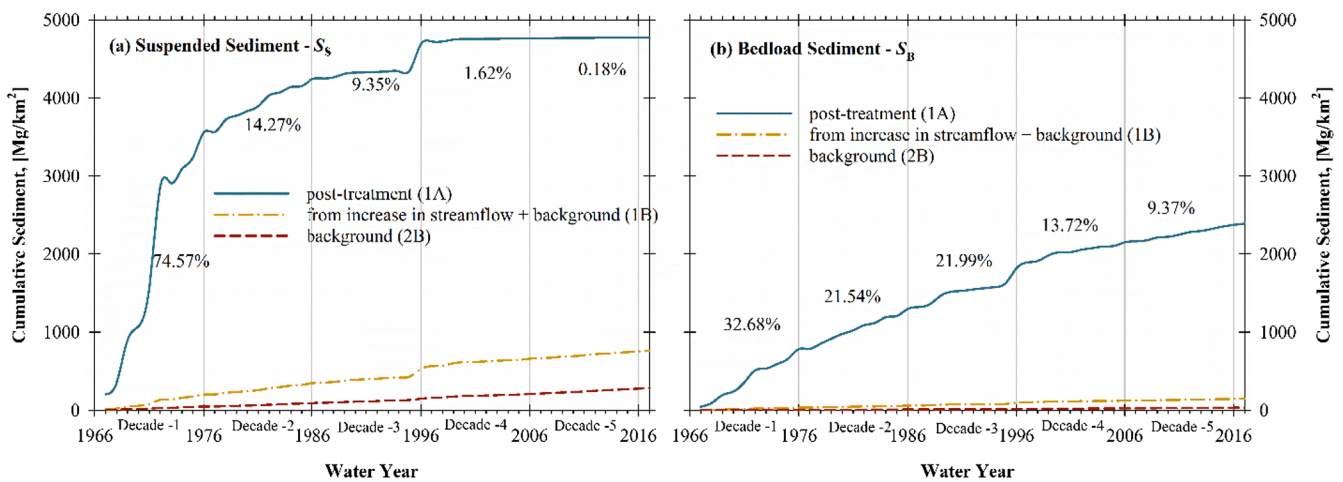 (a) Suspended Sediment - SS
5000
4000
3000
2000
1000
0
Cumulative Sediment, [Mg/km2]
9.35%
1.62%
0.18%
14.27%
74.57%
post-treatment (1A)
from increase in streamflow + background (1B)
background (2B)
1966 Decade -1 1976 Decade -2 1986 Decade -3 1996 Decade -4 2006 Decade -5 2016
Water Year
(b) Bedload Sediment - SB
post-treatment (1A)
from increase in streamflow − background (1B)
background (2B)
9.37%
13.72%
21.99%
21.54%
32.68%
5000
4000
3000
2000
1000
0
Cumulative Sediment, [Mg/km2]
1966 Decade -1 1976 Decade -2 1986 Decade -3 1996 Decade -4 2006 Decade -5 2016
Water Year